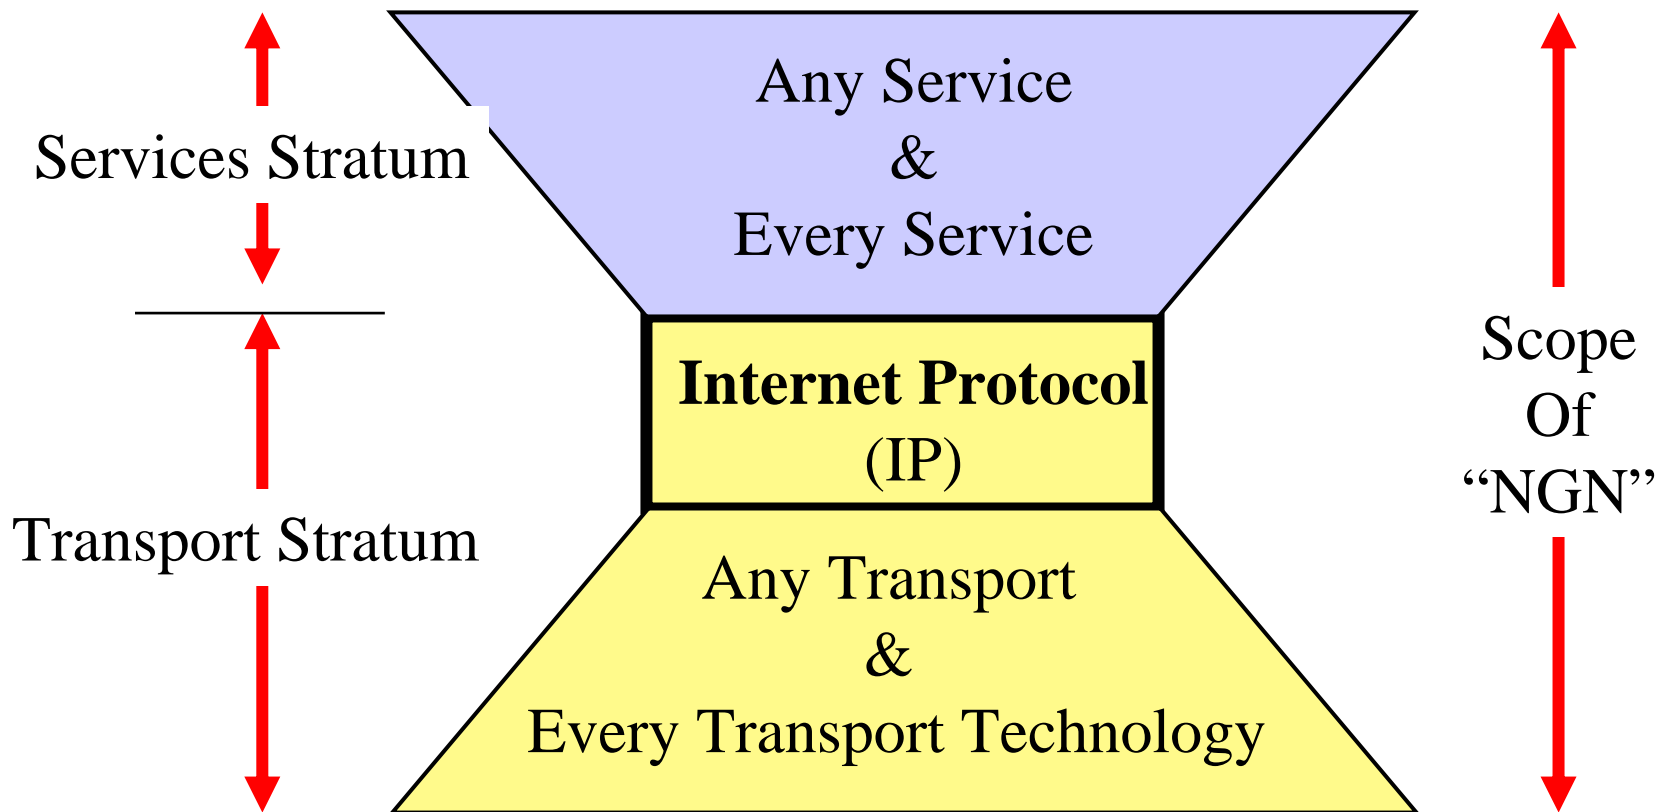 Any Service
&
Every Service
Services Stratum
Internet Protocol
(IP)
Scope
Of
“NGN”
Transport Stratum
Any Transport
&
Every Transport Technology